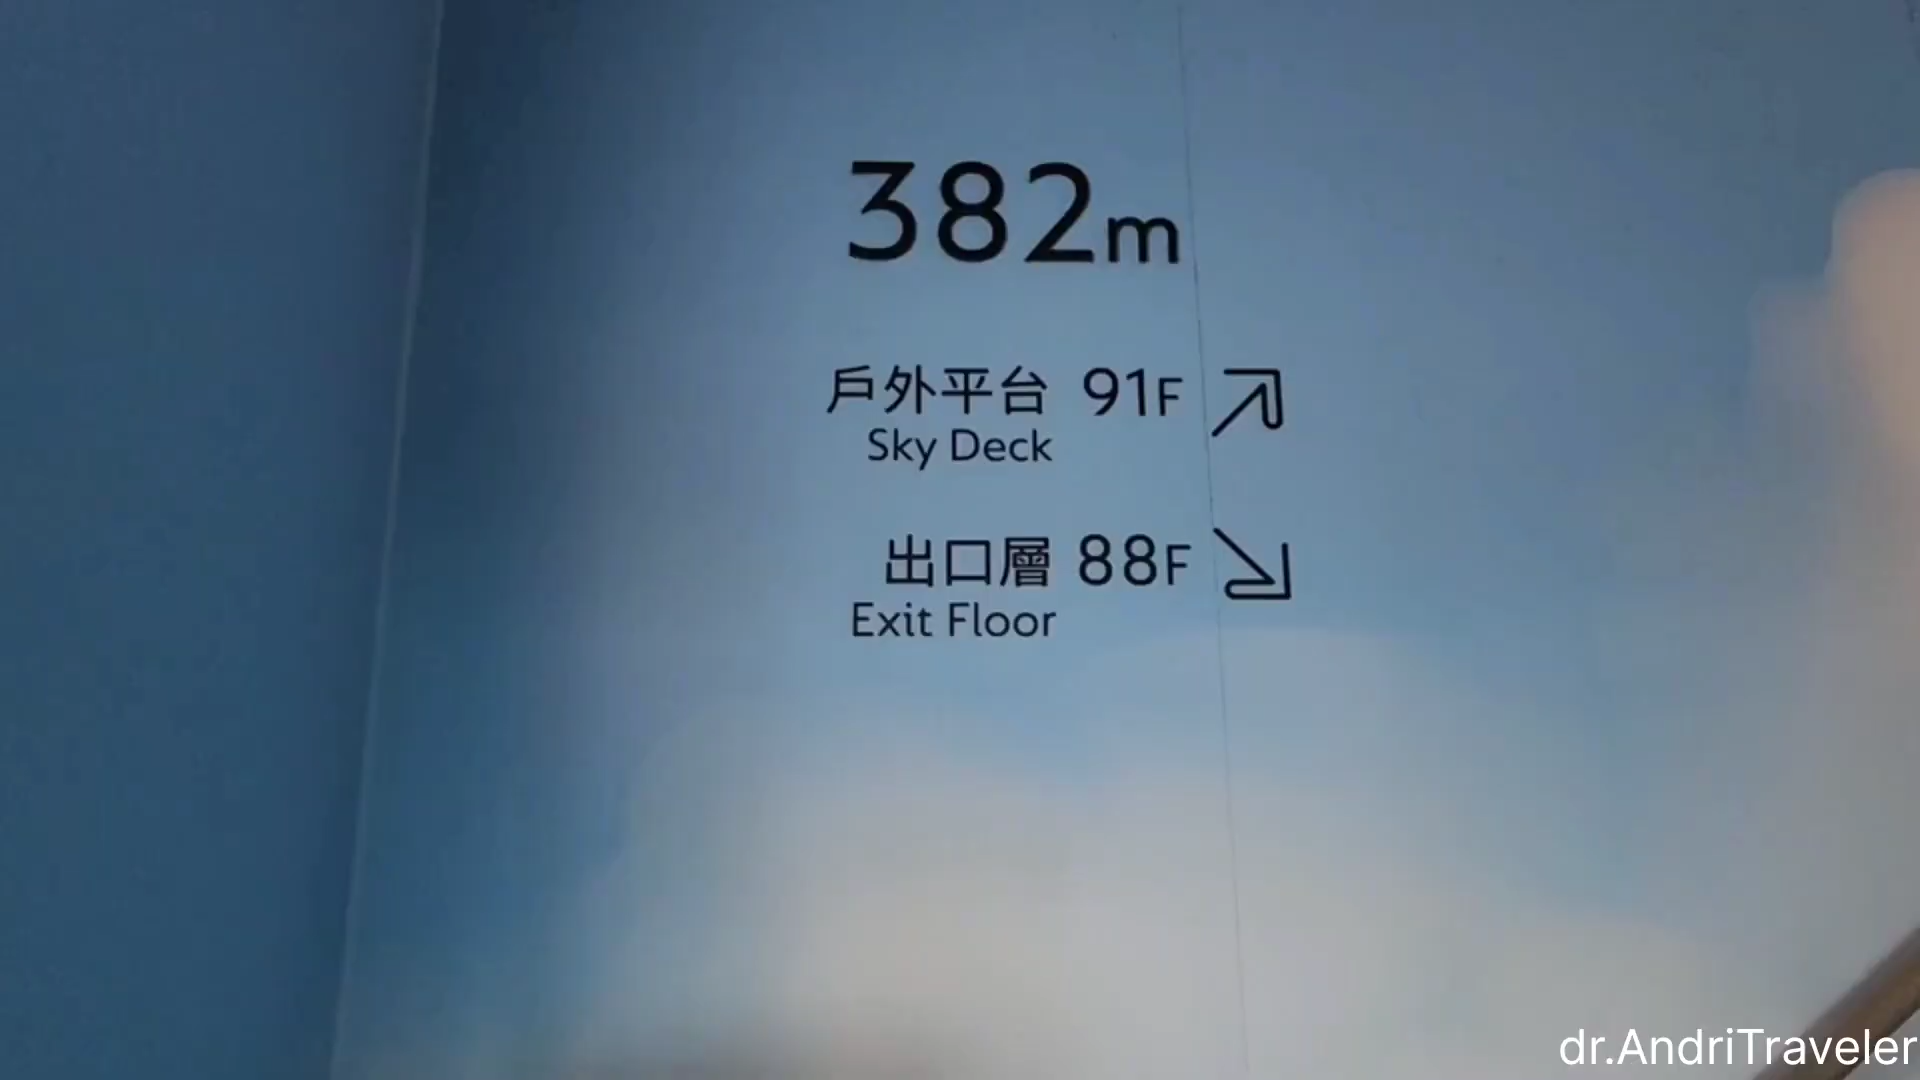 382m
戶外平台 91F
Sky Deck
出口層 88F
Exit Floor
dr.AndriTraveler